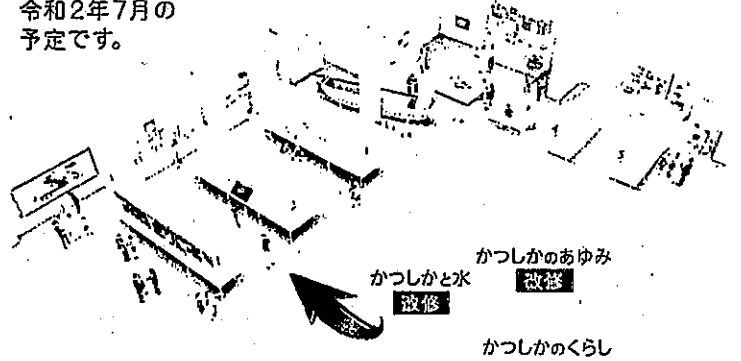 令和2年7月の
予定です。
かつしかのあゆみ
改修
かつしかと水
改修
かつしかのくらし